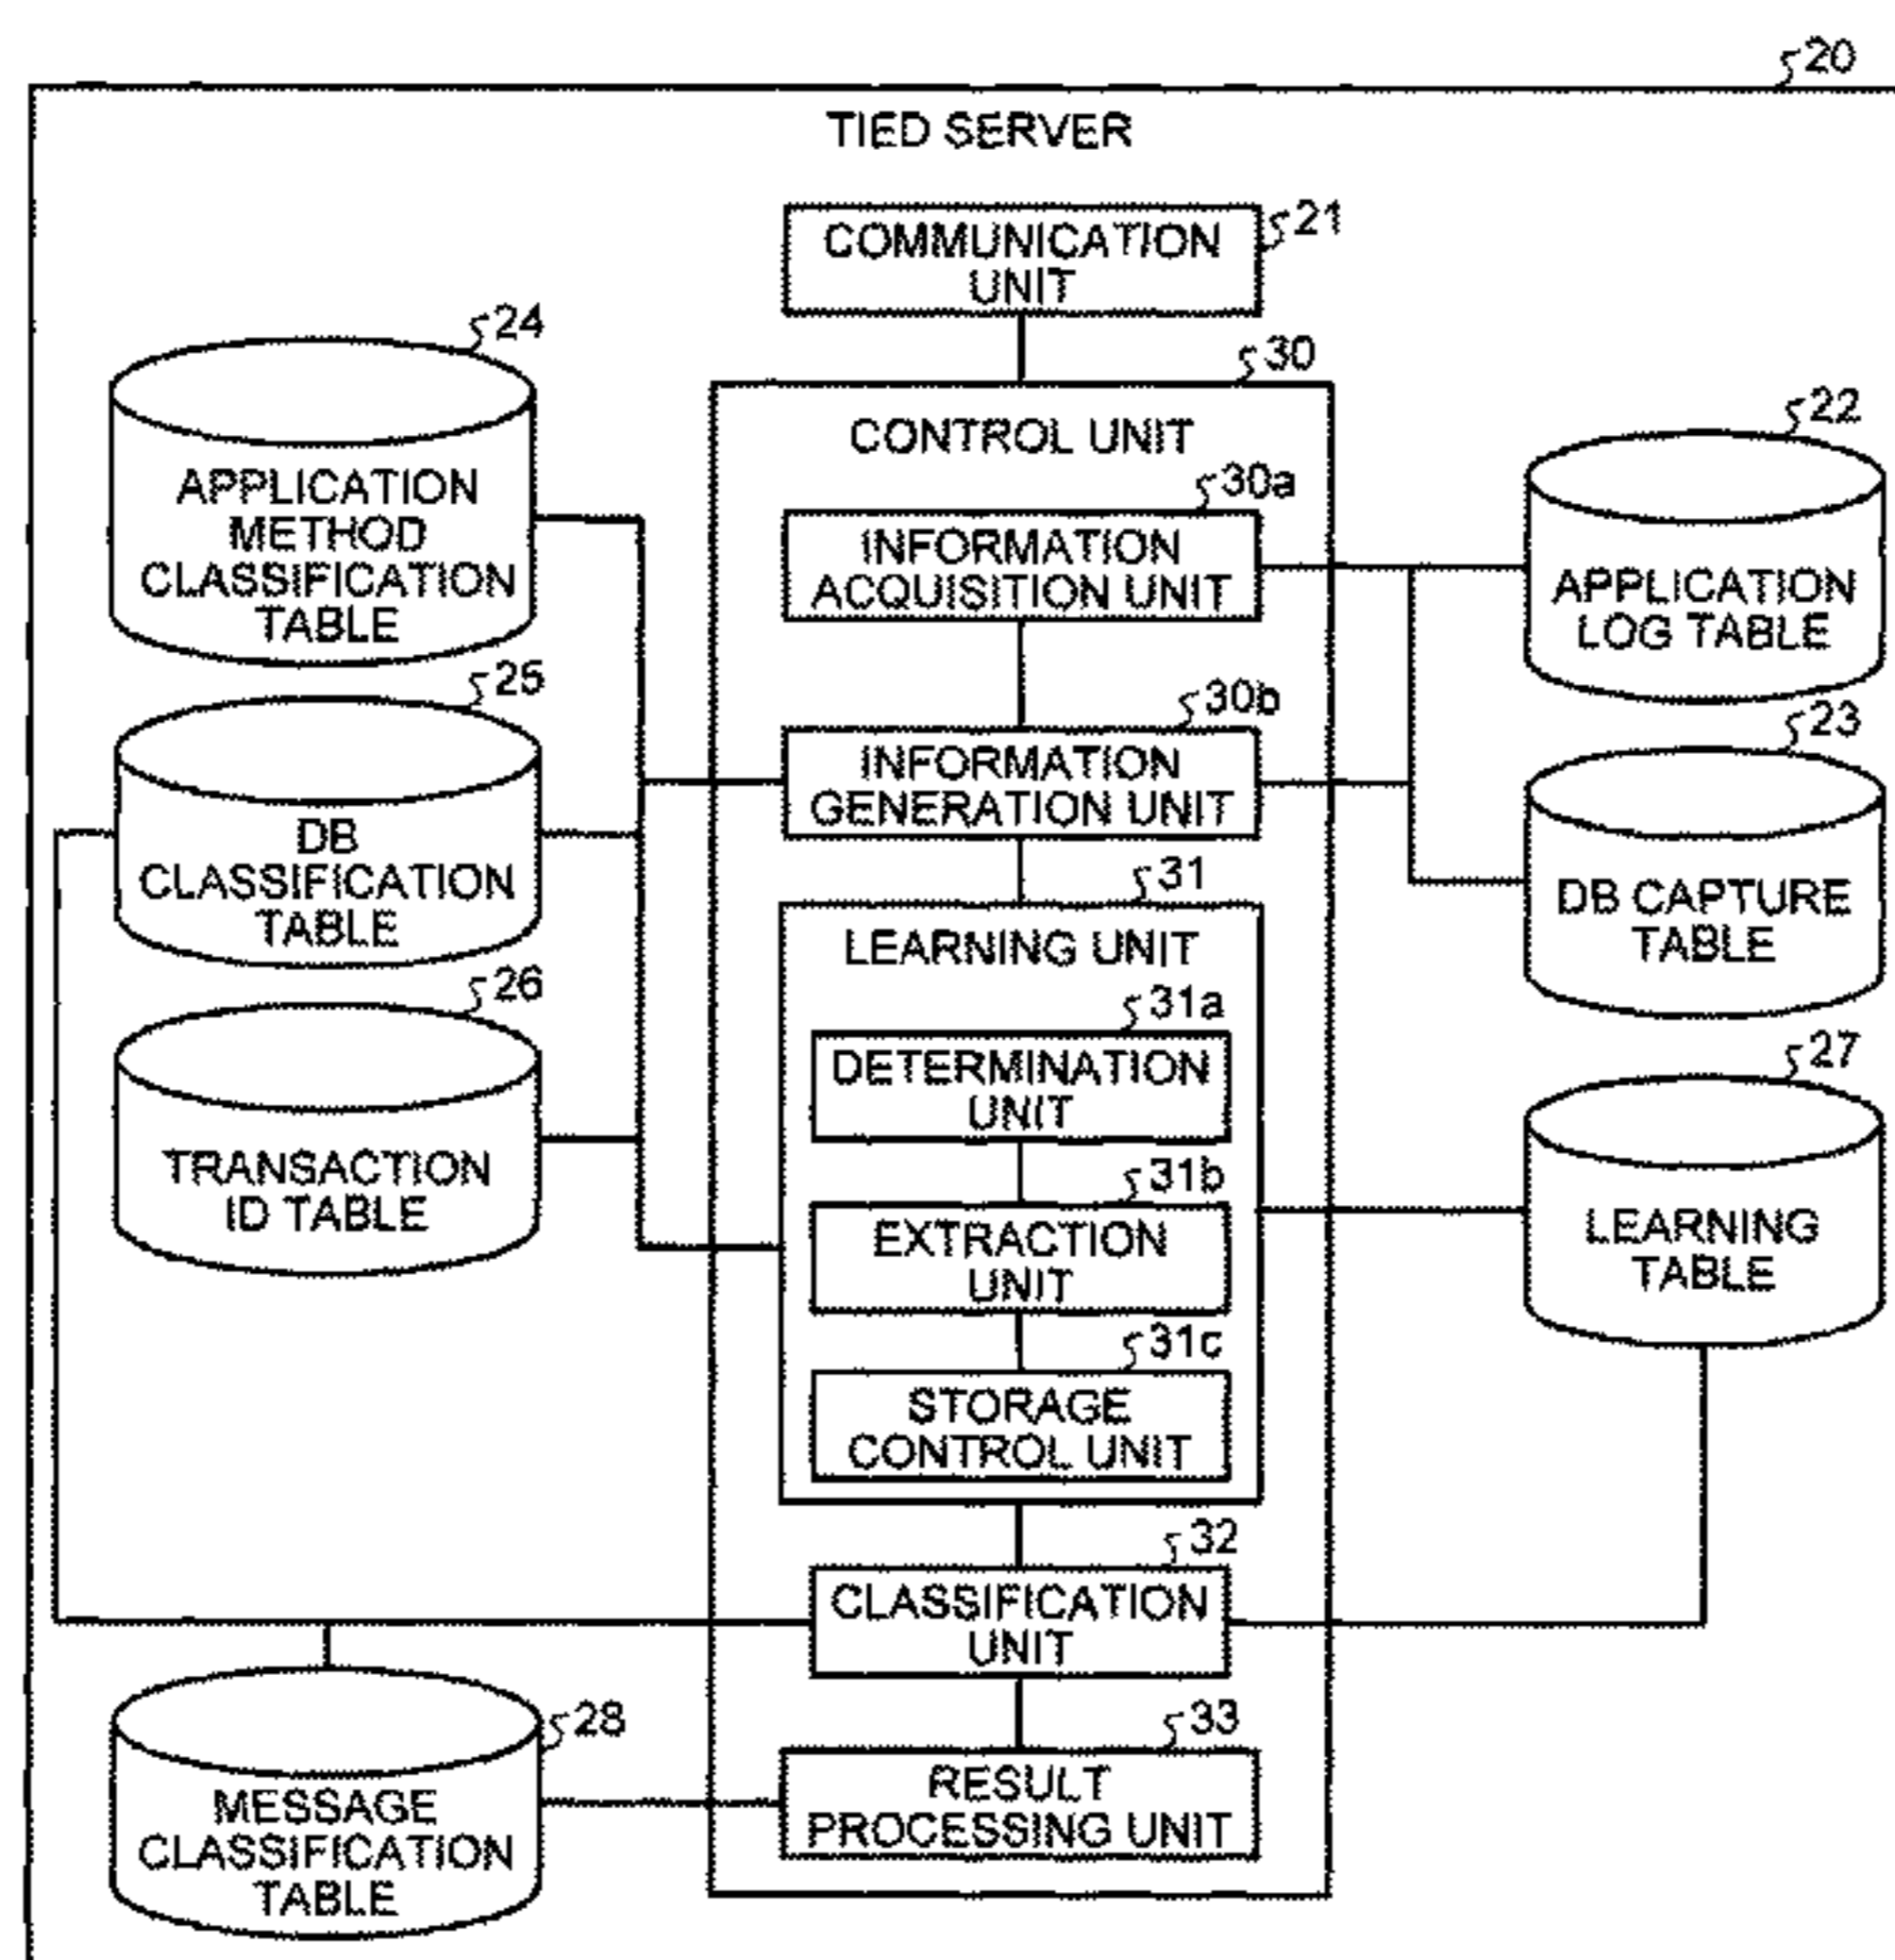 20
TIED SERVER
21
COMMUNICATION
UNIT
24
APPLICATION
METHOD
CLASSIFICATION
TABLE
30
CONTROL UNIT
22
APPLICATION
LOG TABLE
30a
INFORMATION
ACQUISITION UNIT
25
DB
CLASSIFICATION
TABLE
30b
INFORMATION
GENERATION UNIT
23
DB CAPTURE
TABLE
31
LEARNING UNIT
26
TRANSACTION
ID TABLE
31a
DETERMINATION
UNIT
27
LEARNING
TABLE
31b
EXTRACTION
UNIT
31c
STORAGE
CONTROL UNIT
32
CLASSIFICATION
UNIT
28
MESSAGE
CLASSIFICATION
TABLE
33
RESULT
PROCESSING UNIT